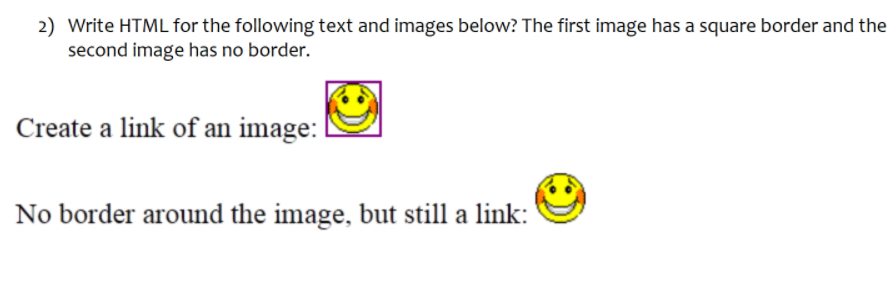 2) Write HTML for the following text and images below? The first image has a square border and the
second image has no border.
Create a link of an image:
No border around the image, but still a link: